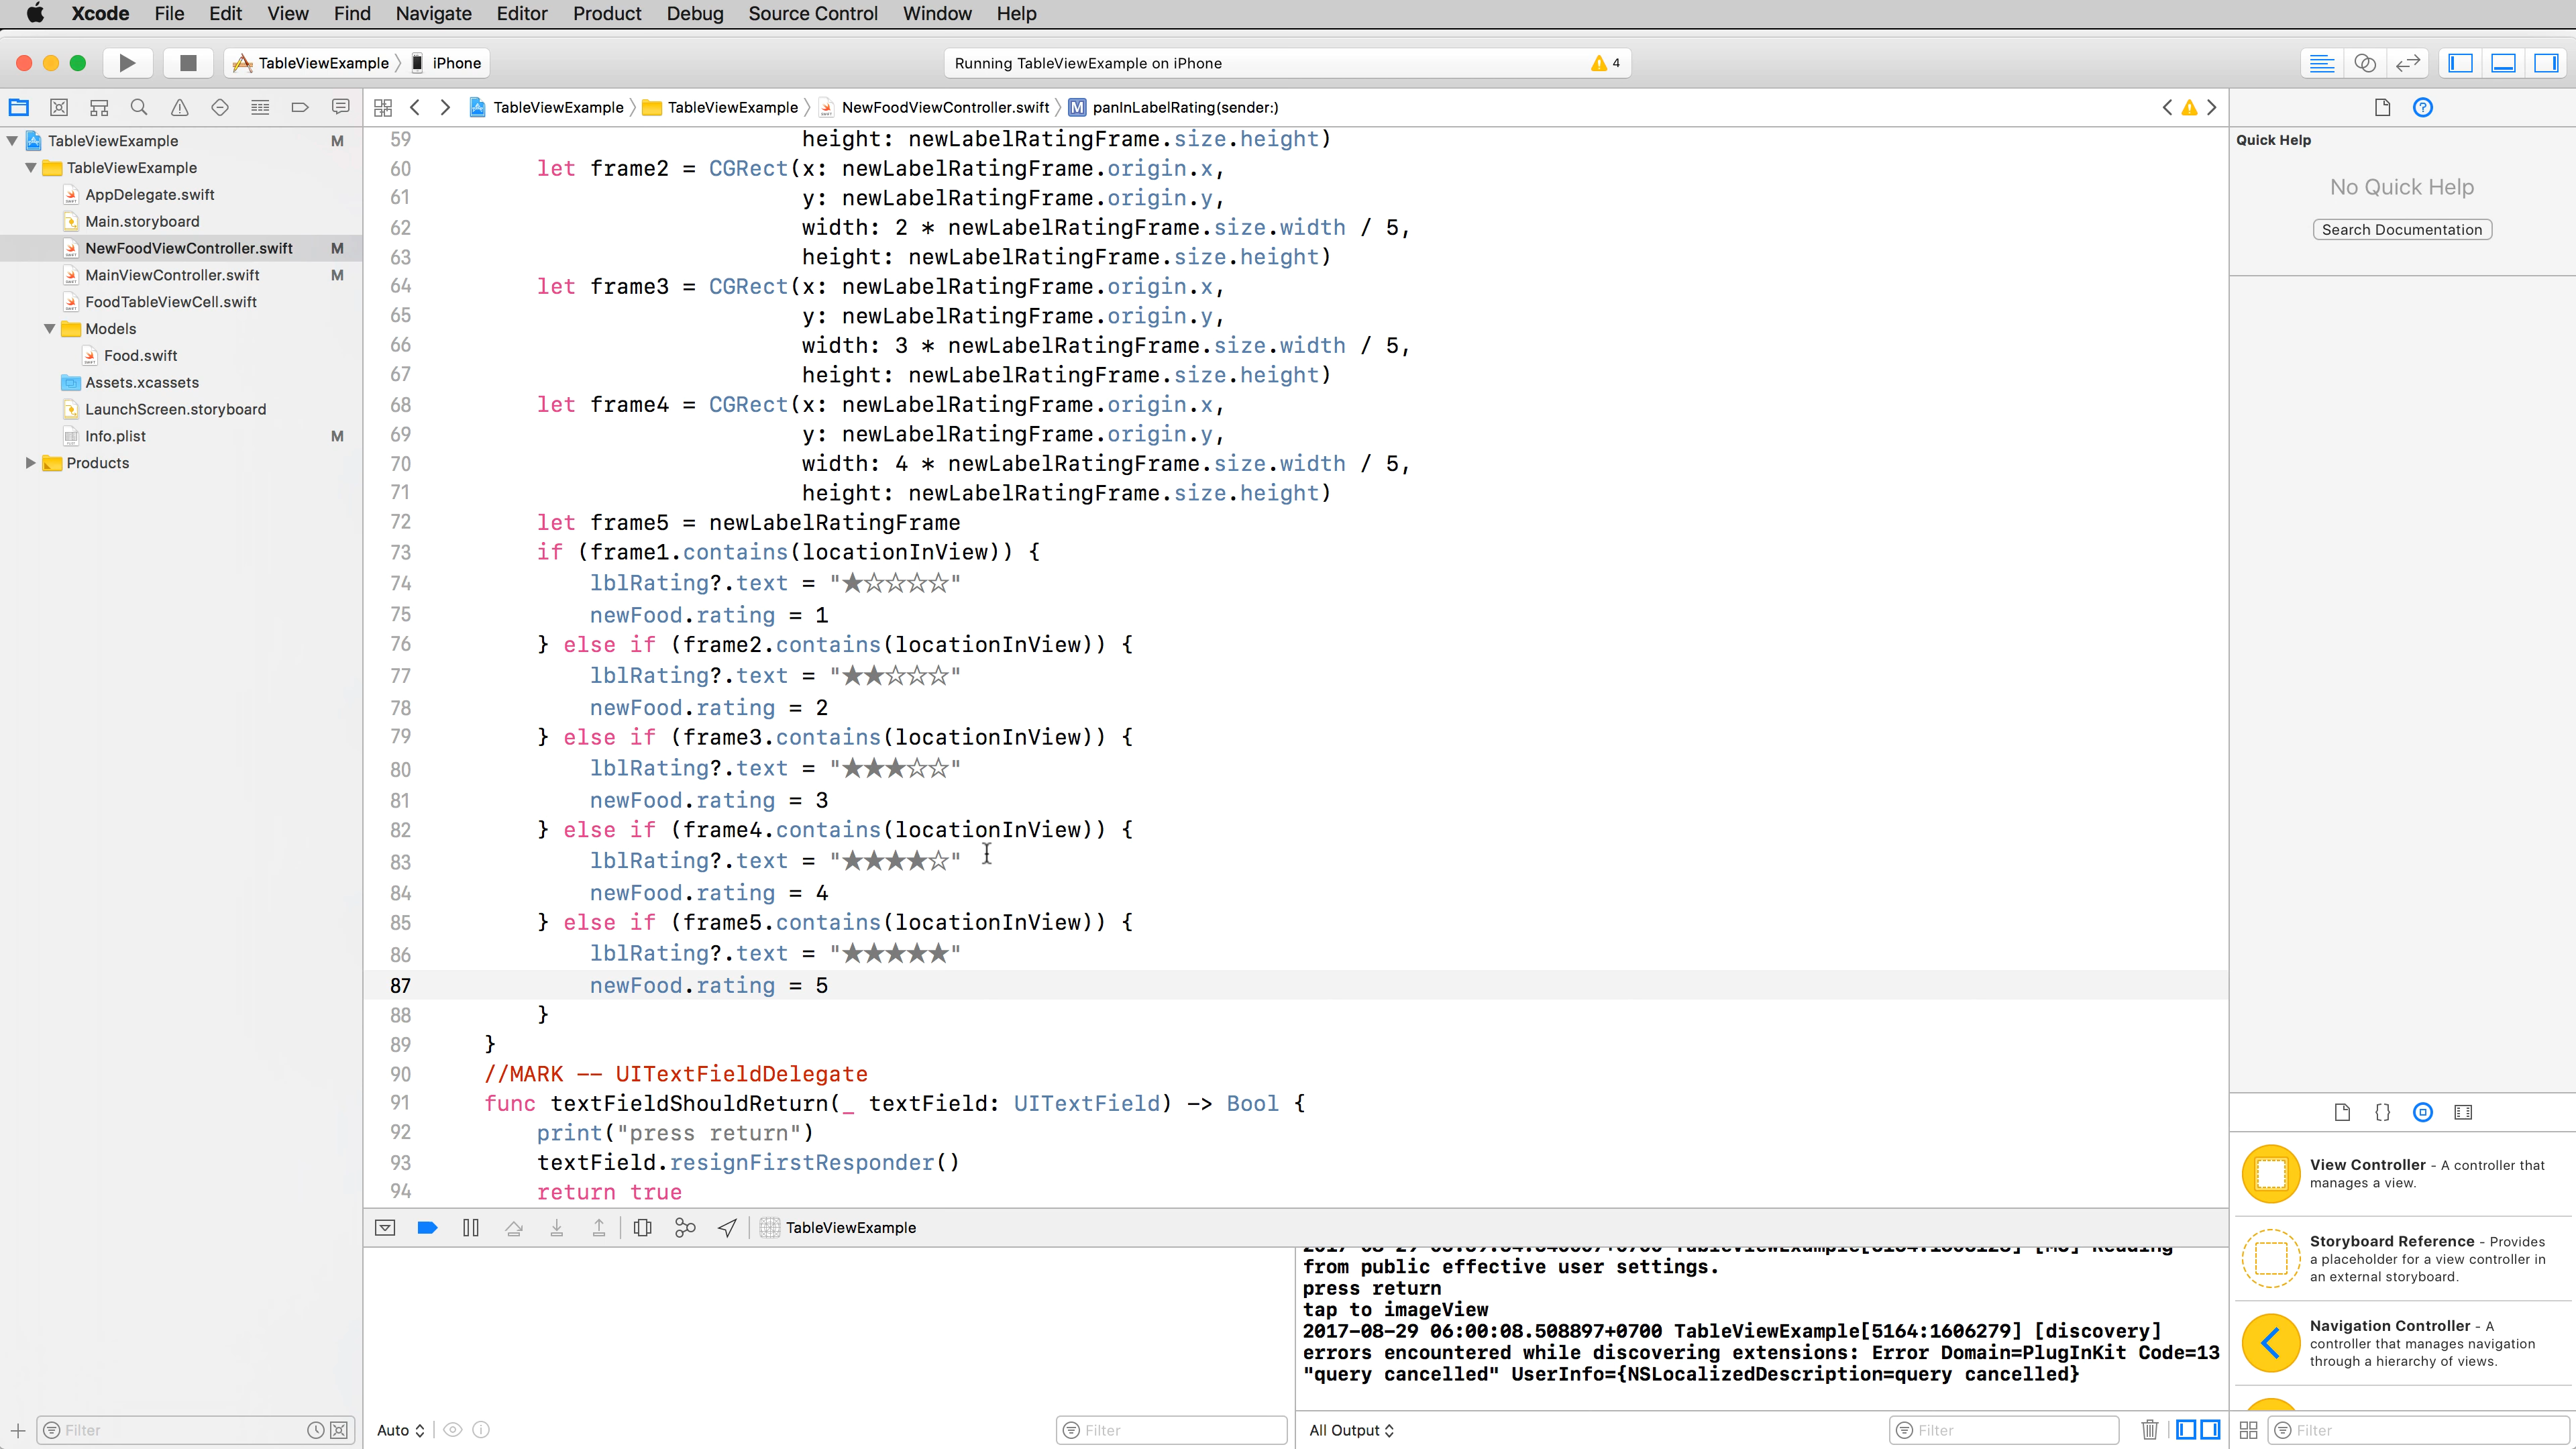 Xcode File Edit View Find Navigate Editor Product Debug Source Control Window Help
TableViewExample iPhone
Running TableViewExample on iPhone
4
TableViewExample TableViewExample NewFoodViewController.swift M panInLabelRating(sender:)
TableViewExample M
TableViewExample
AppDelegate.swift
Main.storyboard
NewFoodViewController.swift M
MainViewController.swift M
FoodTableViewCell.swift
Models
Food.swift
Assets.xcassets
LaunchScreen.storyboard
Info.plist M
Products
Filter
59 height: newLabelRatingFrame.size.height)
60 let frame2 = CGRect(x: newLabelRatingFrame.origin.x,
61 y: newLabelRatingFrame.origin.y,
62 width: 2 * newLabelRatingFrame.size.width / 5,
63 height: newLabelRatingFrame.size.height)
64 let frame3 = CGRect(x: newLabelRatingFrame.origin.x,
65 y: newLabelRatingFrame.origin.y,
66 width: 3 * newLabelRatingFrame.size.width / 5,
67 height: newLabelRatingFrame.size.height)
68 let frame4 = CGRect(x: newLabelRatingFrame.origin.x,
69 y: newLabelRatingFrame.origin.y,
70 width: 4 * newLabelRatingFrame.size.width / 5,
71 height: newLabelRatingFrame.size.height)
72 let frame5 = newLabelRatingFrame
73 if (frame1.contains(locationInView)) {
74 lblRating?.text = "★☆☆☆☆"
75 newFood.rating = 1
76 } else if (frame2.contains(locationInView)) {
77 lblRating?.text = "★★☆☆☆"
78 newFood.rating = 2
79 } else if (frame3.contains(locationInView)) {
80 lblRating?.text = "★★★☆☆"
81 newFood.rating = 3
82 } else if (frame4.contains(locationInView)) {
83 lblRating?.text = "★★★★☆"
84 newFood.rating = 4
85 } else if (frame5.contains(locationInView)) {
86 lblRating?.text = "★★★★★"
87 newFood.rating = 5
88 }
89 }
90 //MARK -- UITextFieldDelegate
91 func textFieldShouldReturn(_ textField: UITextField) -> Bool {
92 print("press return")
93 textField.resignFirstResponder()
94 return true
TableViewExample
from public effective user settings.
press return
tap to imageView
2017-08-29 06:00:08.508897+0700 TableViewExample[5164:1606279] [discovery]
errors encountered while discovering extensions: Error Domain=PlugInKit Code=13
"query cancelled" UserInfo={NSLocalizedDescription=query cancelled}
Auto
Filter
All Output
Filter
Quick Help
No Quick Help
Search Documentation
View Controller - A controller that
manages a view.
Storyboard Reference - Provides
a placeholder for a view controller in
an external storyboard.
Navigation Controller - A
controller that manages navigation
through a hierarchy of views.
Filter